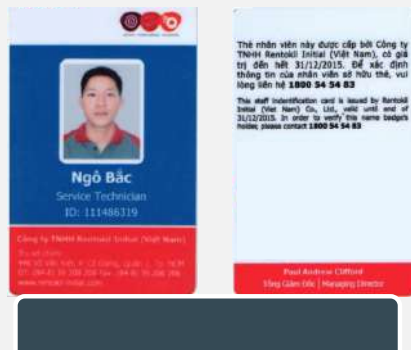 Ngô Bắc
Service Technician
ID: 111486319
Công ty TNHH Rentokil Initial (Việt Nam)
Thẻ nhân viên này được cấp bởi Công ty
TNHH Rentokil Initial (Việt Nam), có giá
trị đến hết 31/12/2015. Để xác định
thông tin của nhân viên sở hữu thẻ, vui
lòng liên hệ 1800 54 54 83
This staff indentification card is issued by Rentokil
Initial (Viet Nam) Co., Ltd., valid until end of
31/12/2015. In order to verify this name badge's
holder, please contact 1800 54 54 83
Paul Andrew Clifford
Tổng Giám Đốc | Managing Director